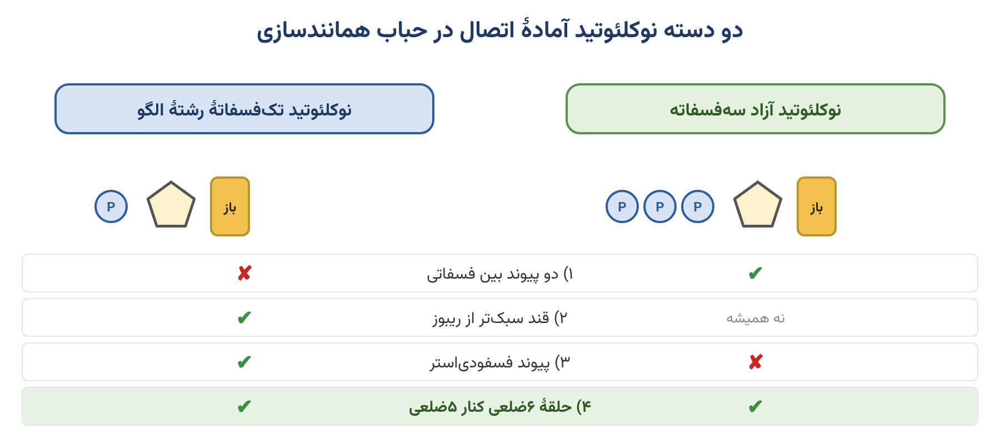 دو دسته نوکلئوتید آمادهٔ اتصال در حباب همانندسازی
نوکلئوتید آزاد سه‌فسفاته
نوکلئوتید تک‌فسفاتهٔ رشتهٔ الگو
باز
P P P
باز
P
✔ ۱) دو پیوند بین فسفاتی ✘
نه همیشه ۲) قند سبک‌تر از ریبوز ✔
✘ ۳) پیوند فسفودی‌استر ✔
✔ ۴) حلقهٔ ۶ضلعی کنار ۵ضلعی ✔